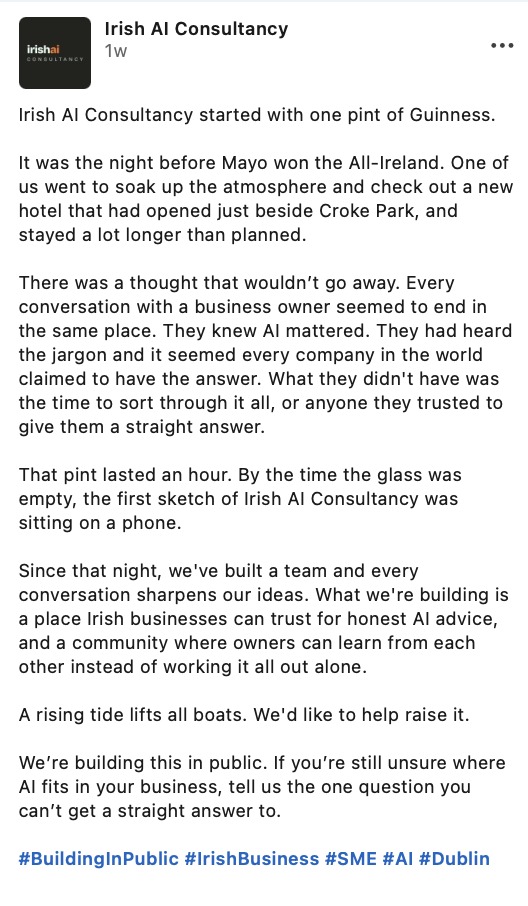 irishai
CONSULTANCY
Irish AI Consultancy
1w
Irish AI Consultancy started with one pint of Guinness.
It was the night before Mayo won the All-Ireland. One of
us went to soak up the atmosphere and check out a new
hotel that had opened just beside Croke Park, and
stayed a lot longer than planned.
There was a thought that wouldn’t go away. Every
conversation with a business owner seemed to end in
the same place. They knew AI mattered. They had heard
the jargon and it seemed every company in the world
claimed to have the answer. What they didn't have was
the time to sort through it all, or anyone they trusted to
give them a straight answer.
That pint lasted an hour. By the time the glass was
empty, the first sketch of Irish AI Consultancy was
sitting on a phone.
Since that night, we've built a team and every
conversation sharpens our ideas. What we're building is
a place Irish businesses can trust for honest AI advice,
and a community where owners can learn from each
other instead of working it all out alone.
A rising tide lifts all boats. We'd like to help raise it.
We’re building this in public. If you’re still unsure where
AI fits in your business, tell us the one question you
can’t get a straight answer to.
#BuildingInPublic #IrishBusiness #SME #AI #Dublin